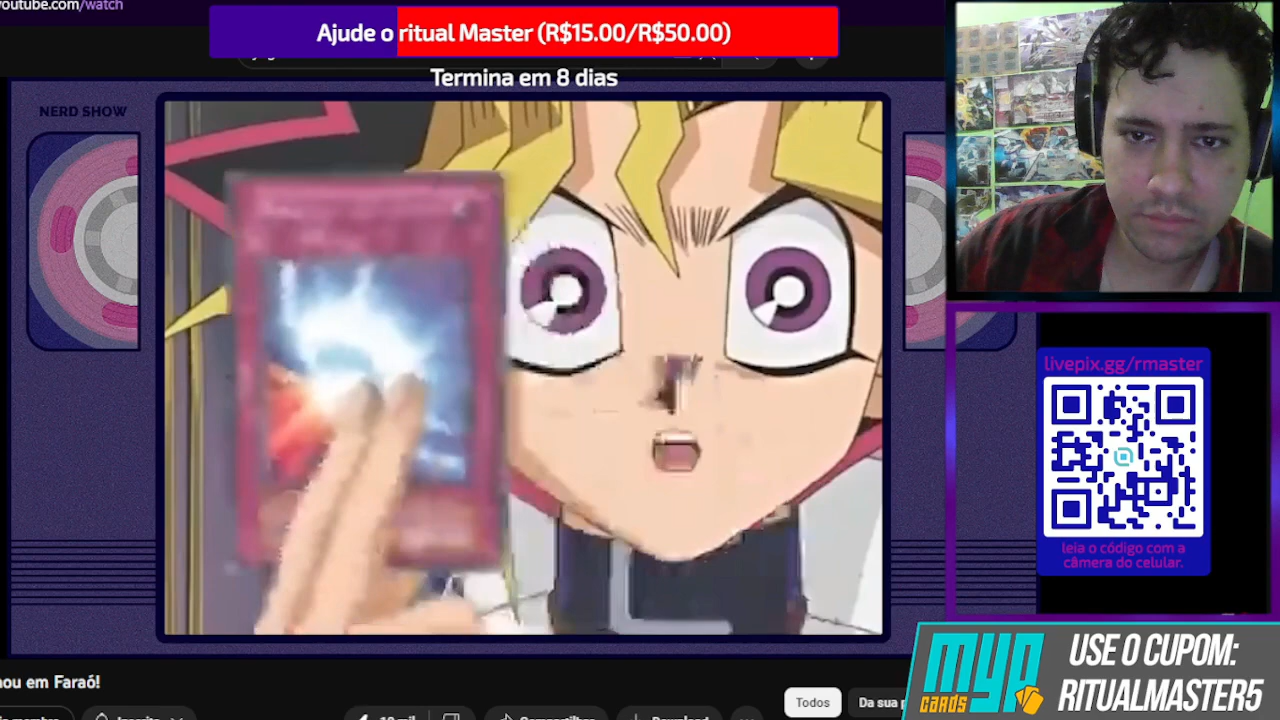 youtube.com/watch
Ajude o ritual Master (R$15.00/R$50.00)
Termina em 8 dias
NERD SHOW
livepix.gg/rmaster
leia o código com a
câmera do celular.
ou em Faraó!
Todos
Da sua
myp
CARDS
USE O CUPOM:
RITUALMASTER5